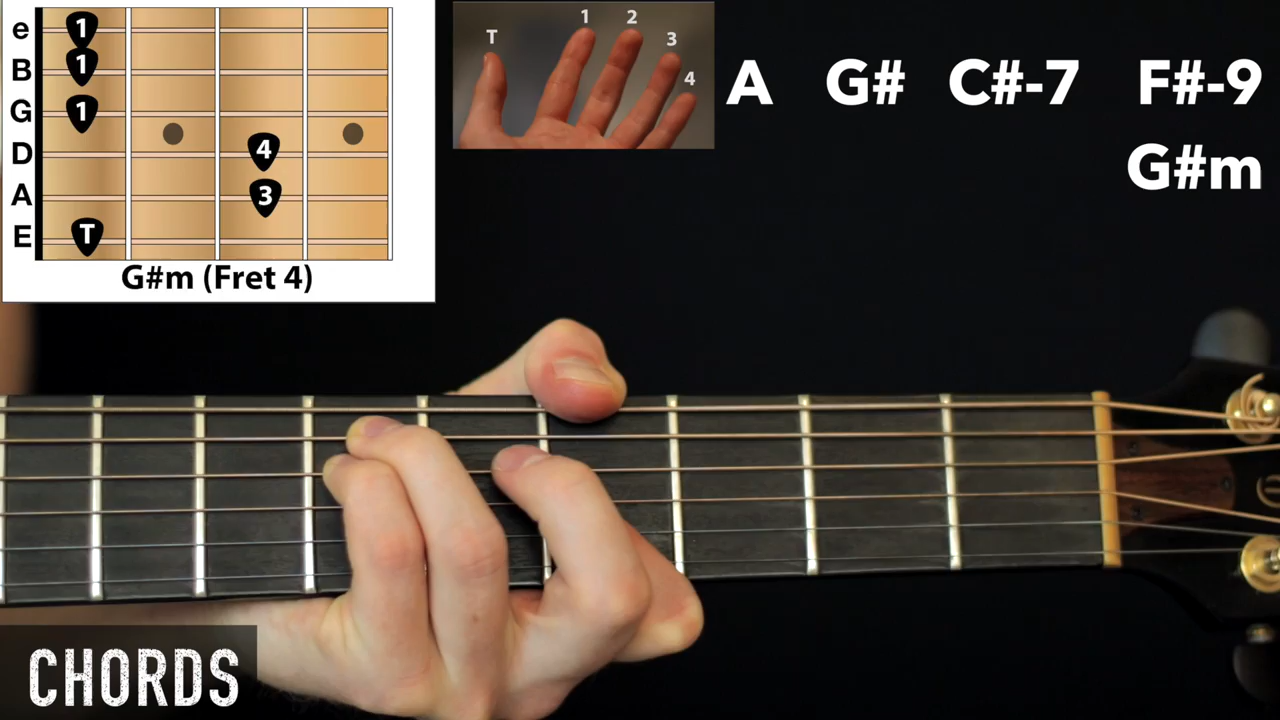 e 1
B 1
G 1
D 4
A 3
E T
G#m (Fret 4)
T 1 2 3 4
A G# C#-7 F#-9
G#m
CHORDS